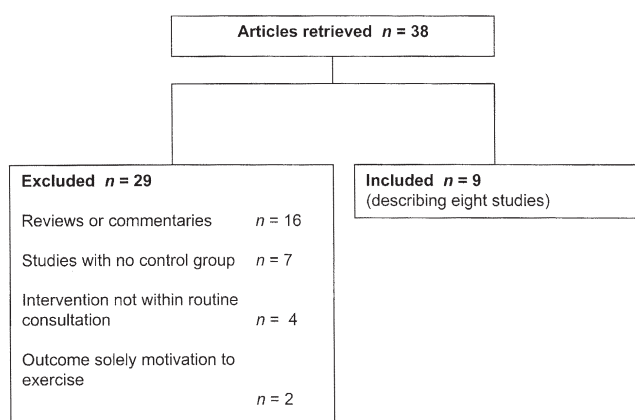 Articles retrieved n = 38
Excluded n = 29
Reviews or commentaries n = 16
Studies with no control group n = 7
Intervention not within routine
consultation n = 4
Outcome solely motivation to
exercise
n = 2
Included n = 9
(describing eight studies)